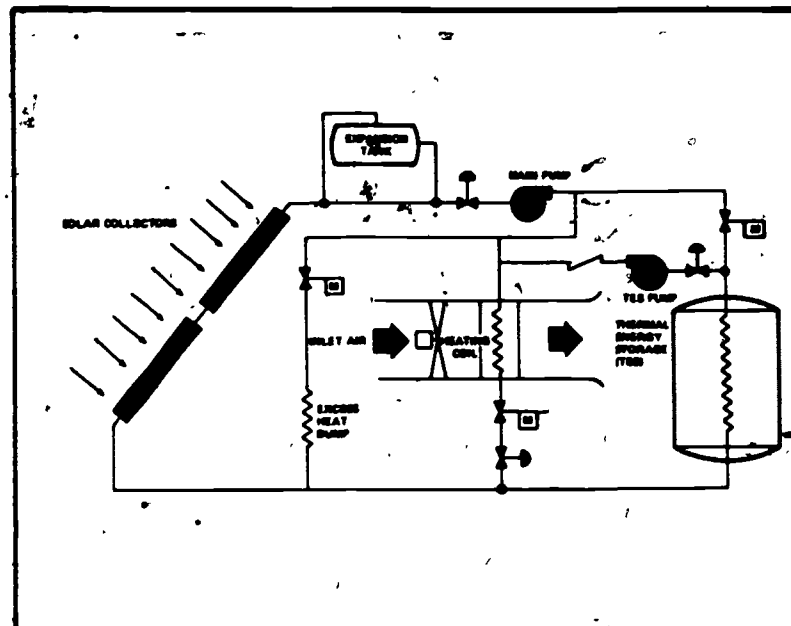 EXPANSION
TANK
MAIN PUMP
SOLAR COLLECTORS
M
M
TES PUMP
INLET AIR
HEATING
COIL
THERMAL
ENERGY
STORAGE
(TES)
EXCESS
HEAT
DUMP
M